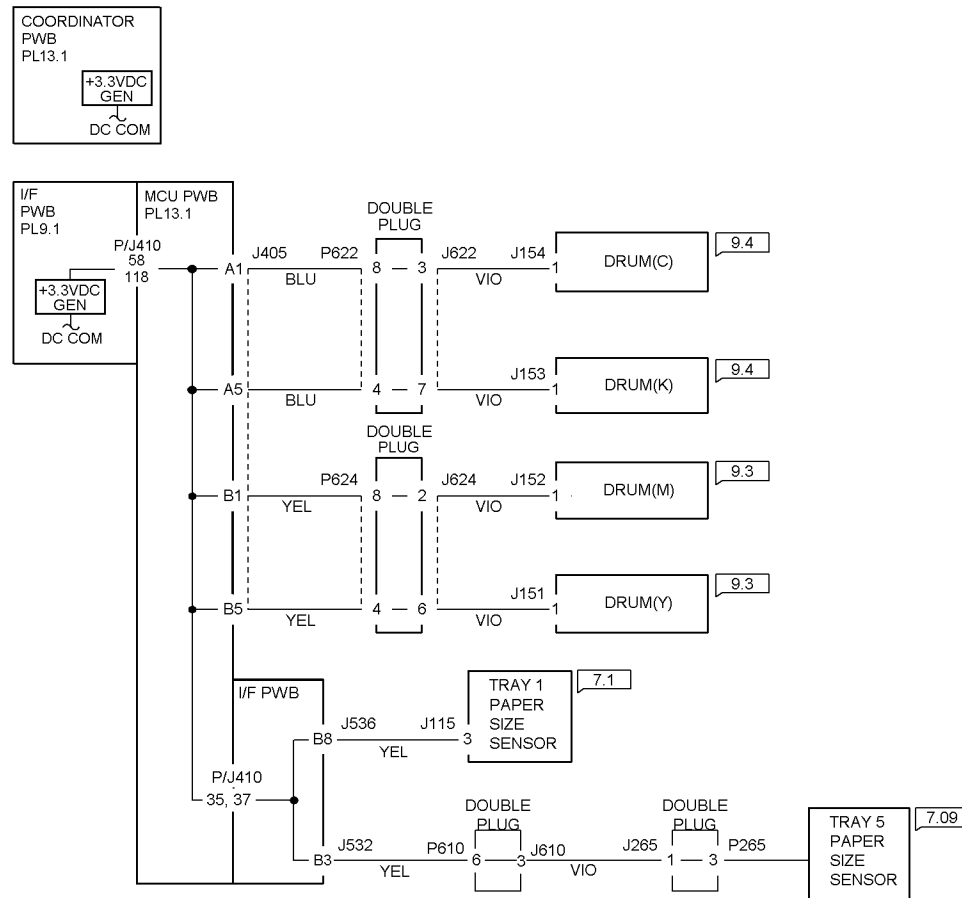 COORDINATOR
PWB
PL13.1
+3.3VDC
GEN
DC COM
I/F
PWB
PL9.1
MCU PWB
PL13.1
P/J410
58
118
+3.3VDC
GEN
DC COM
DOUBLE
PLUG
A1 J405 BLU P622 8 3 J622 VIO J154 1 DRUM(C) 9.4
A5 BLU 4 7 VIO J153 1 DRUM(K) 9.4
DOUBLE
PLUG
B1 YEL P624 8 2 J624 VIO J152 1 DRUM(M) 9.3
B5 YEL 4 6 VIO J151 1 DRUM(Y) 9.3
I/F PWB
B8 J536 YEL J115 3
TRAY 1
PAPER
SIZE
SENSOR
7.1
P/J410
35, 37
DOUBLE
PLUG
DOUBLE
PLUG
B3 J532 YEL P610 6 3 J610 VIO J265 1 3 P265
TRAY 5
PAPER
SIZE
SENSOR
7.09